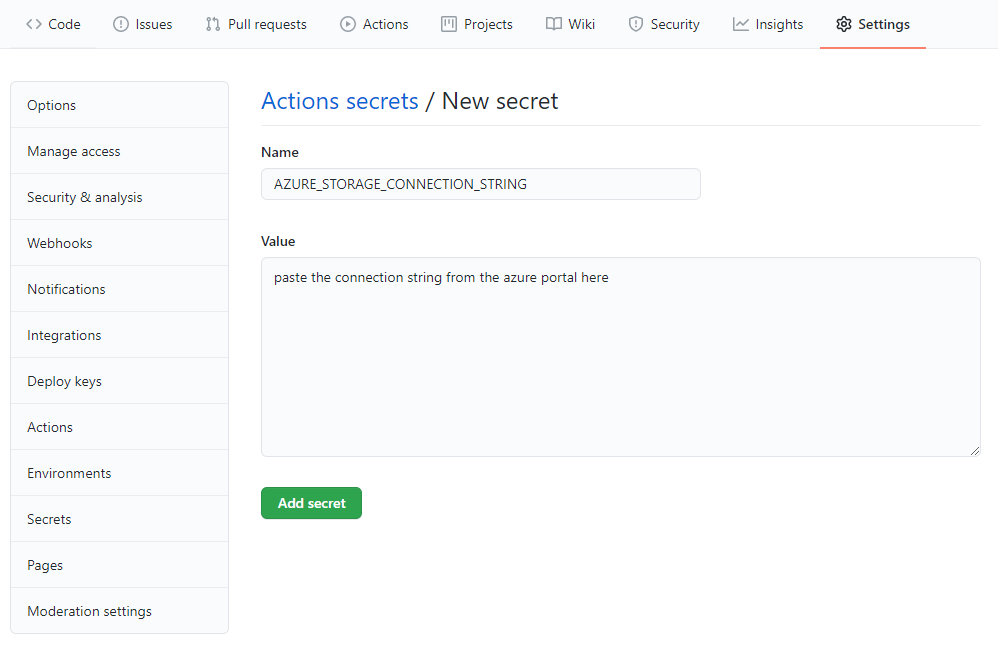 Code Issues Pull requests Actions Projects Wiki Security Insights Settings
Options
Manage access
Security & analysis
Webhooks
Notifications
Integrations
Deploy keys
Actions
Environments
Secrets
Pages
Moderation settings
Actions secrets / New secret
Name
AZURE_STORAGE_CONNECTION_STRING
Value
paste the connection string from the azure portal here
Add secret